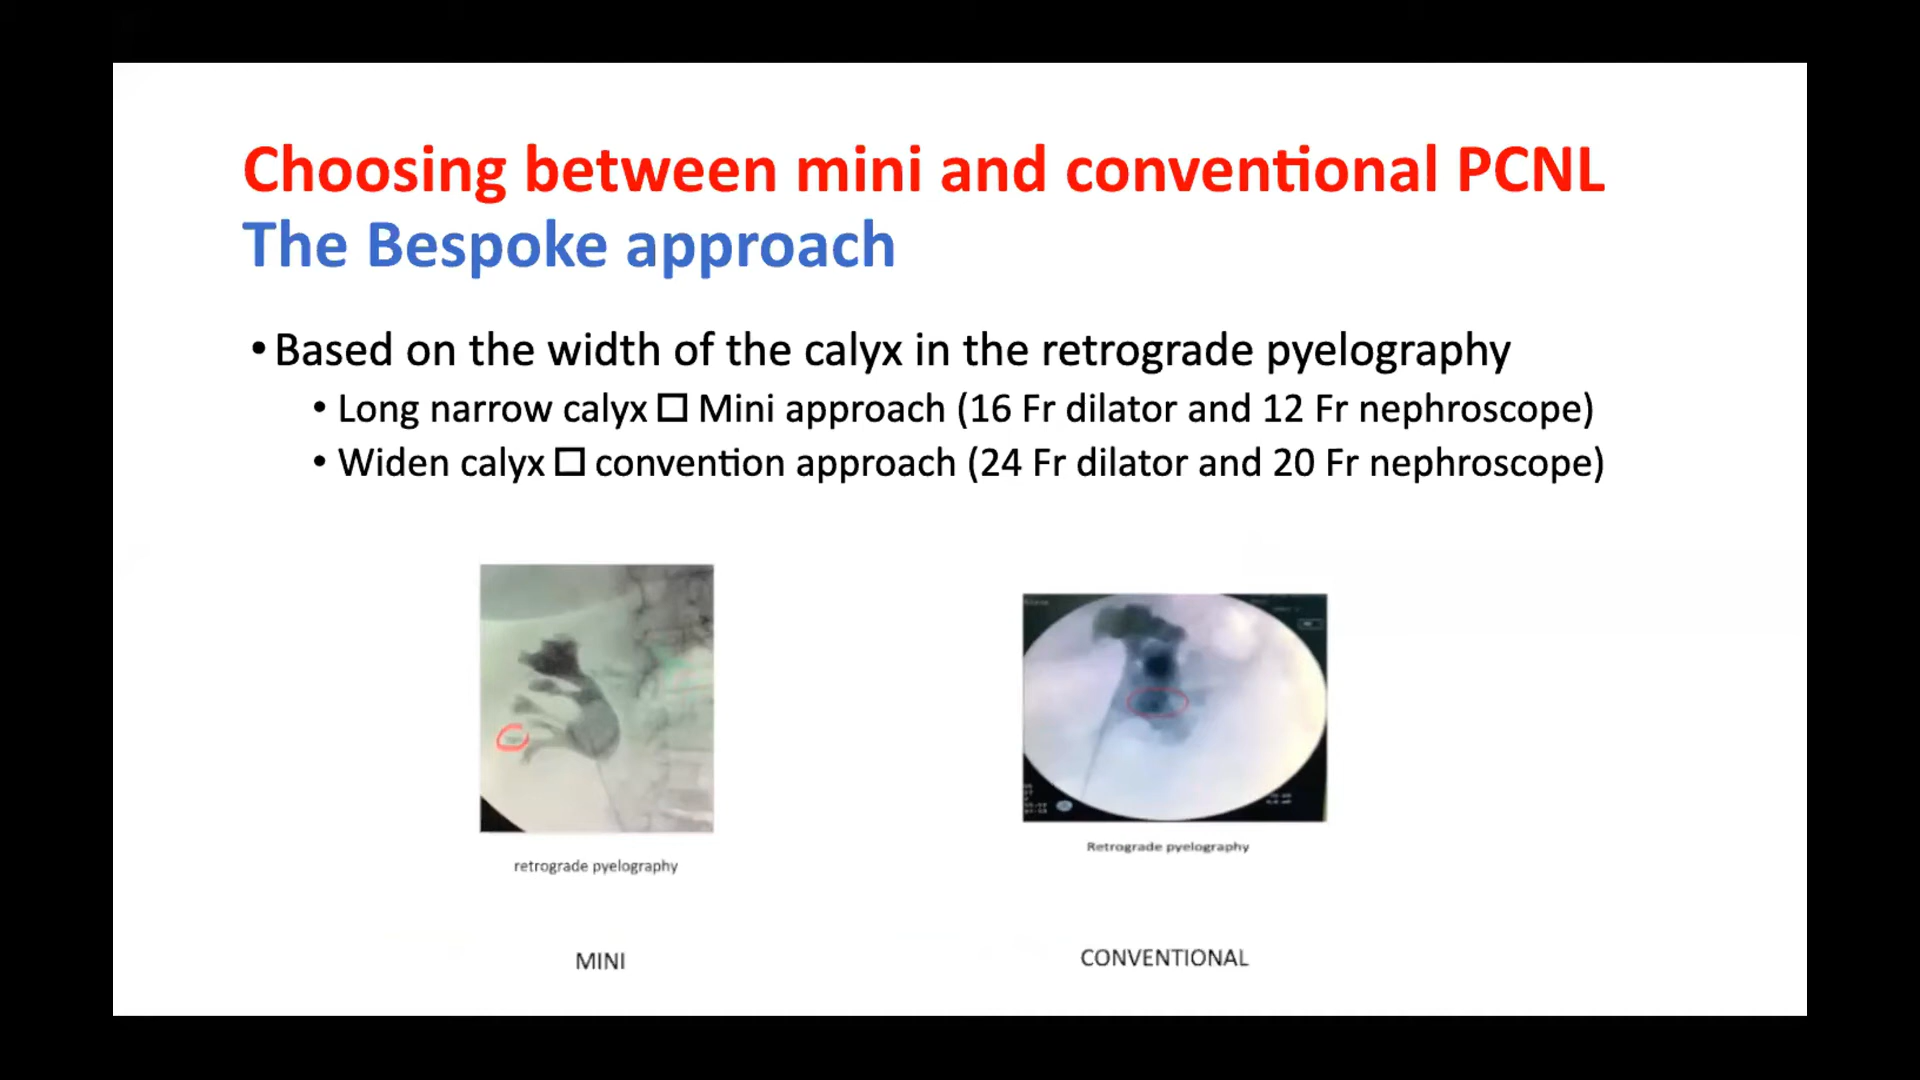 Choosing between mini and conventional PCNL
The Bespoke approach
• Based on the width of the calyx in the retrograde pyelography
• Long narrow calyx □ Mini approach (16 Fr dilator and 12 Fr nephroscope)
• Widen calyx □ convention approach (24 Fr dilator and 20 Fr nephroscope)
retrograde pyelography
Retrograde pyelography
MINI
CONVENTIONAL